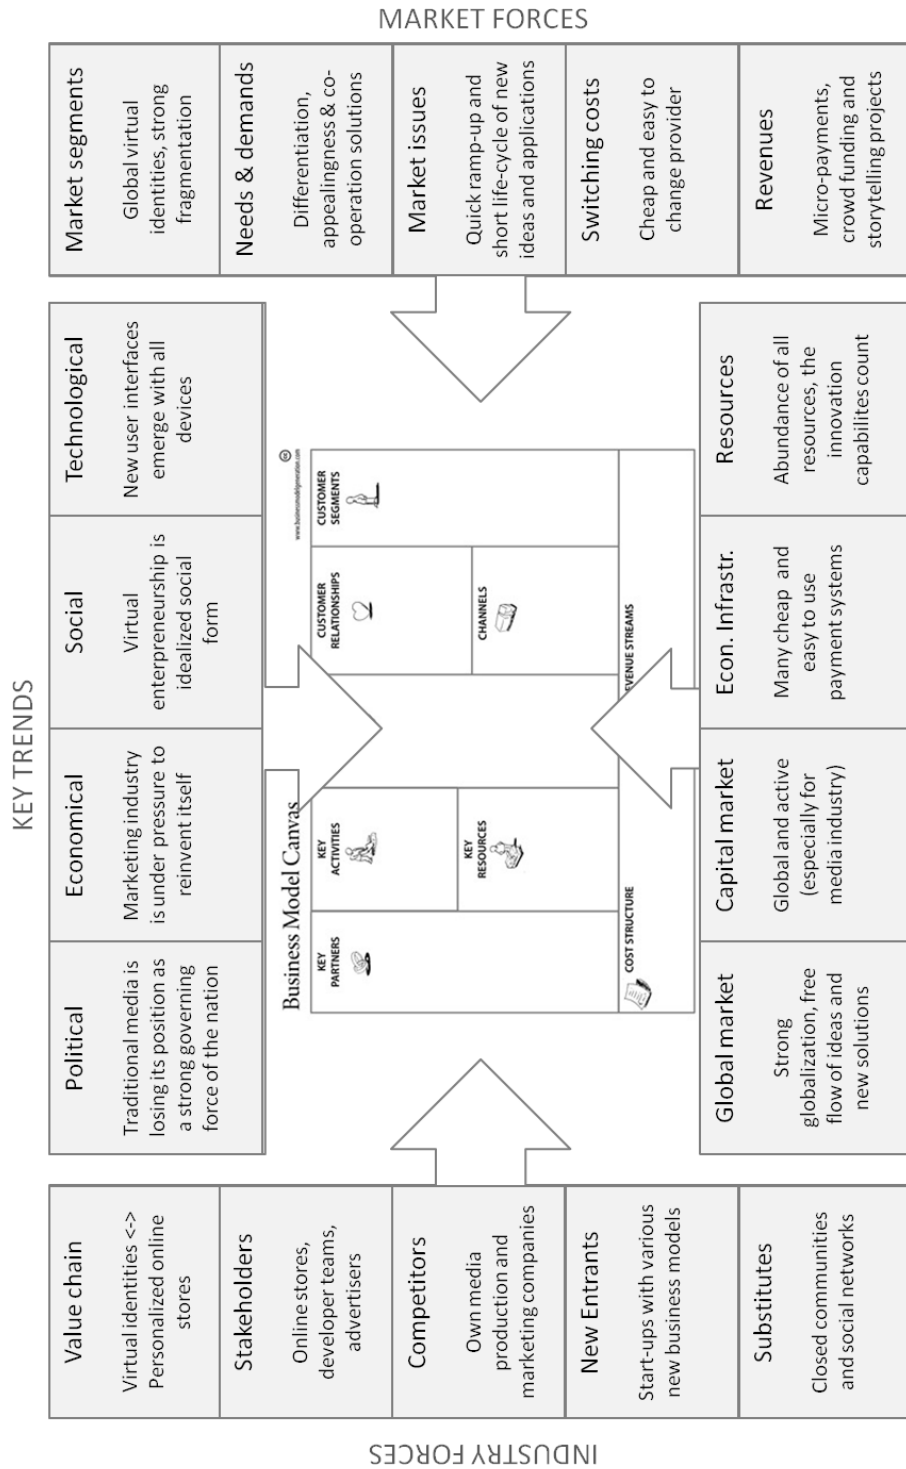 KEY TRENDS
INDUSTRY FORCES
MARKET FORCES
Value chain
Virtual identities <->
Personalized online
stores
Stakeholders
Online stores,
developer teams,
advertisers
Competitors
Own media
production and
marketing companies
New Entrants
Start-ups with various
new business models
Substitutes
Closed communities
and social networks
Political
Traditional media is
losing its position as
a strong governing
force of the nation
Economical
Marketing industry
is under pressure to
reinvent itself
Social
Virtual
enterpreneurship is
idealized social
form
Technological
New user interfaces
emerge with all
devices
Business Model Canvas
www.businessmodelgeneration.com
KEY
PARTNERS
KEY
ACTIVITIES
KEY
RESOURCES
CUSTOMER
RELATIONSHIPS
CHANNELS
CUSTOMER
SEGMENTS
COST STRUCTURE
EVENUE STREAMS
Global market
Strong
globalization, free
flow of ideas and
new solutions
Capital market
Global and active
(especially for
media industry)
Econ. Infrastr.
Many cheap and
easy to use
payment systems
Resources
Abundance of all
resources, the
innovation
capabilites count
Market segments
Global virtual
identities, strong
fragmentation
Needs & demands
Differentiation,
appealingness & co-
operation solutions
Market issues
Quick ramp-up and
short life-cycle of new
ideas and applications
Switching costs
Cheap and easy to
change provider
Revenues
Micro-payments,
crowd funding and
storytelling projects